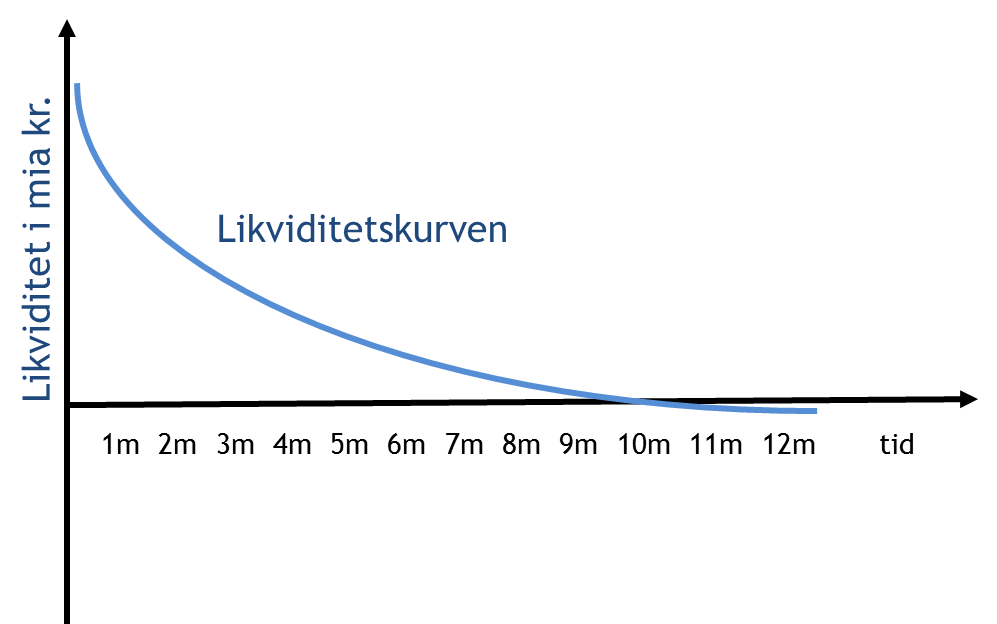 Likviditet i mia kr.
Likviditetskurven
1m 2m 3m 4m 5m 6m 7m 8m 9m 10m 11m 12m tid